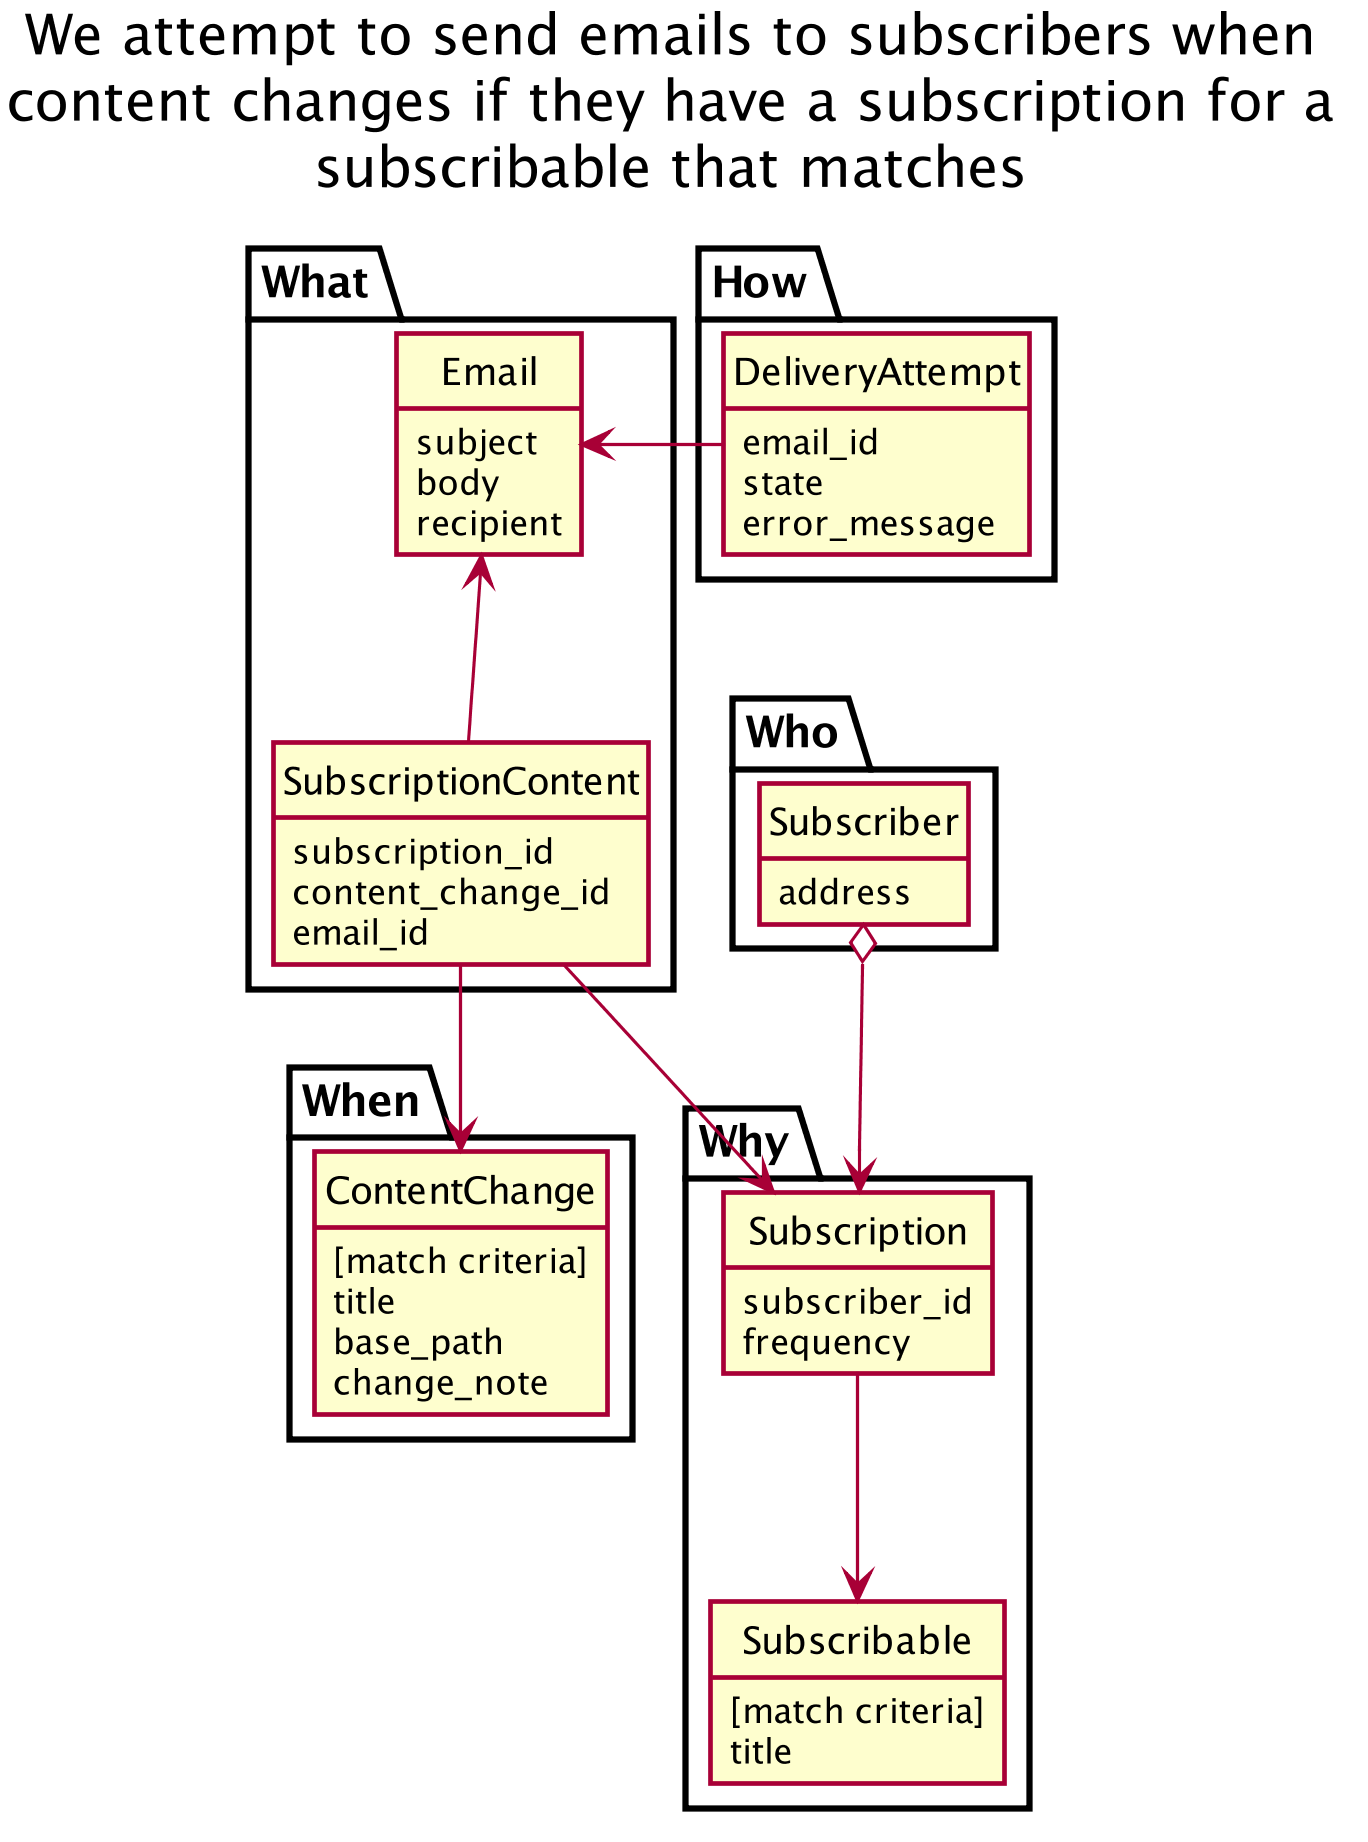 We attempt to send emails to subscribers when
content changes if they have a subscription for a
subscribable that matches
What
Email
subject
body
recipient
How
DeliveryAttempt
email_id
state
error_message
SubscriptionContent
subscription_id
content_change_id
email_id
Who
Subscriber
address
When
ContentChange
[match criteria]
title
base_path
change_note
Why
Subscription
subscriber_id
frequency
Subscribable
[match criteria]
title